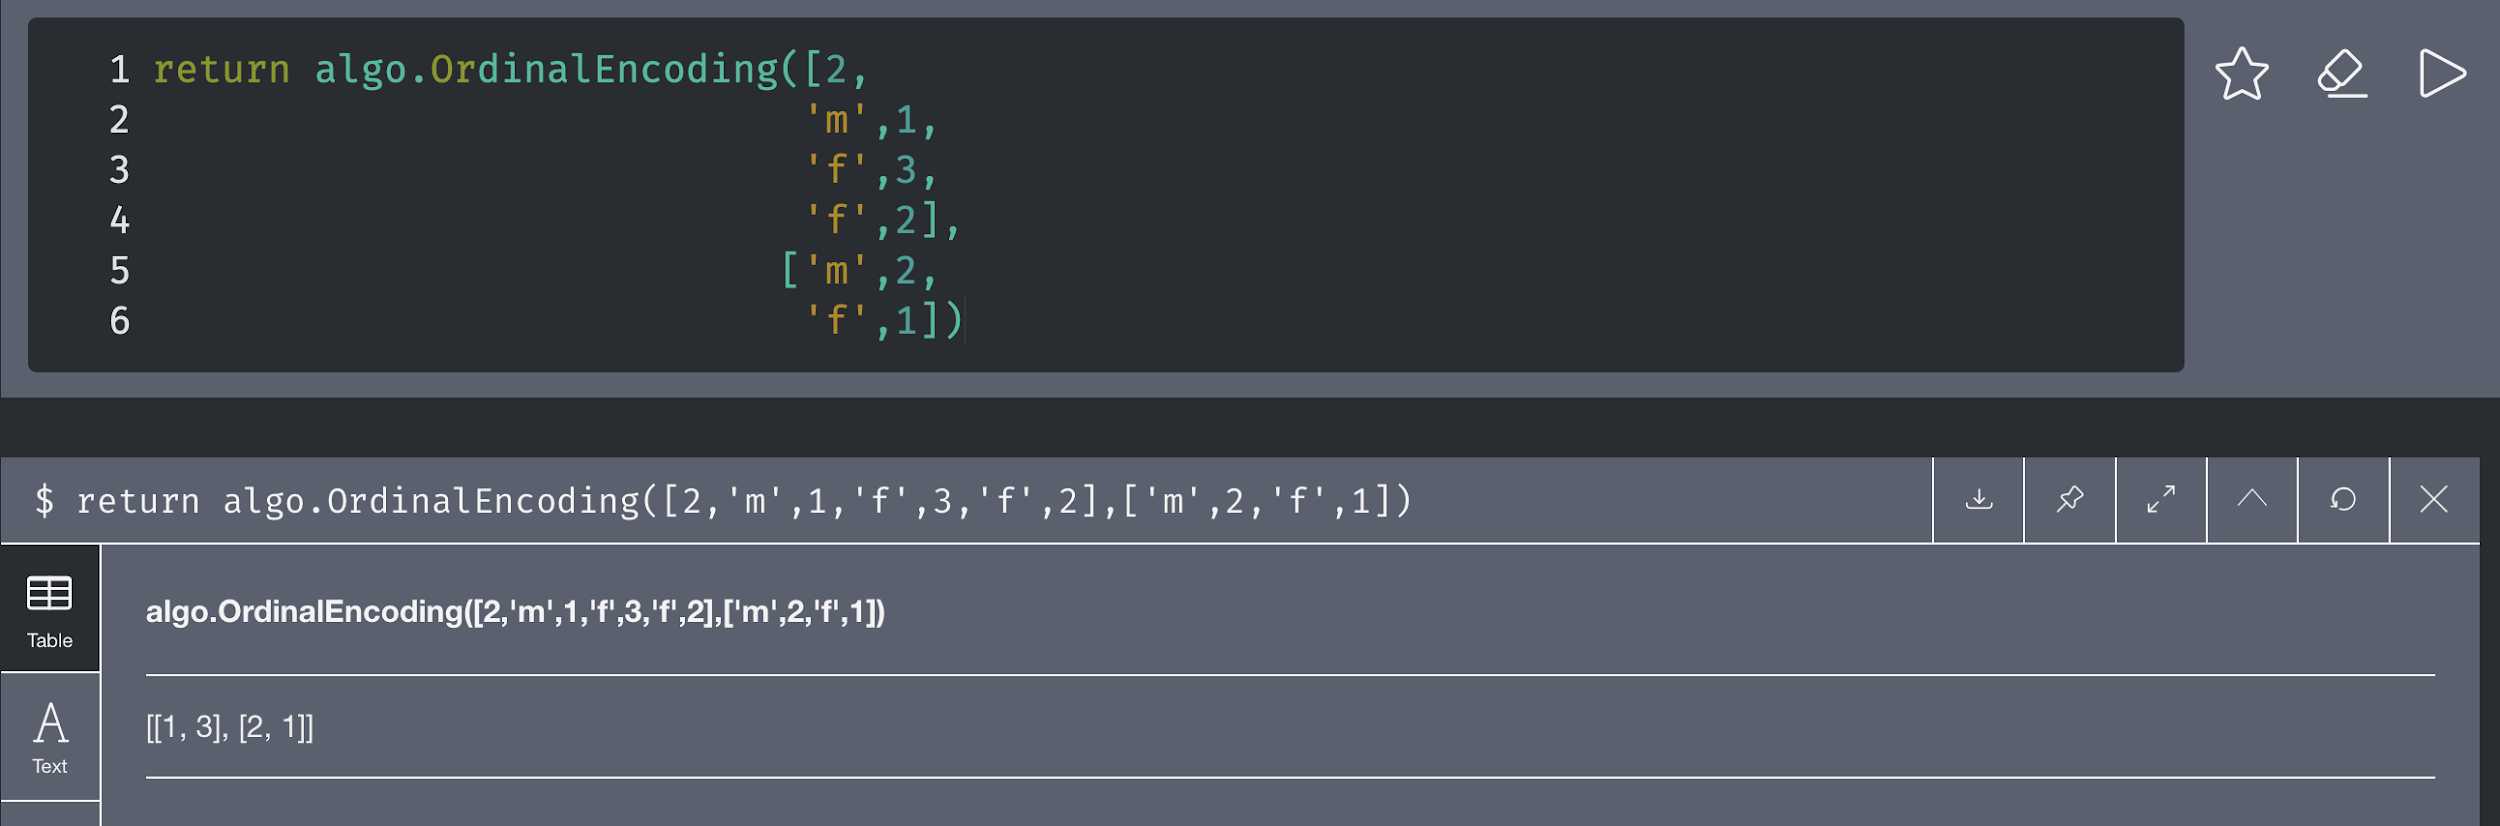 1 return algo.OrdinalEncoding([2,
2 'm',1,
3 'f',3,
4 'f',2],
5 ['m',2,
6 'f',1])
$ return algo.OrdinalEncoding([2,'m',1,'f',3,'f',2],['m',2,'f',1])
Table
algo.OrdinalEncoding([2,'m',1,'f',3,'f',2],['m',2,'f',1])
[[1, 3], [2, 1]]
A
Text